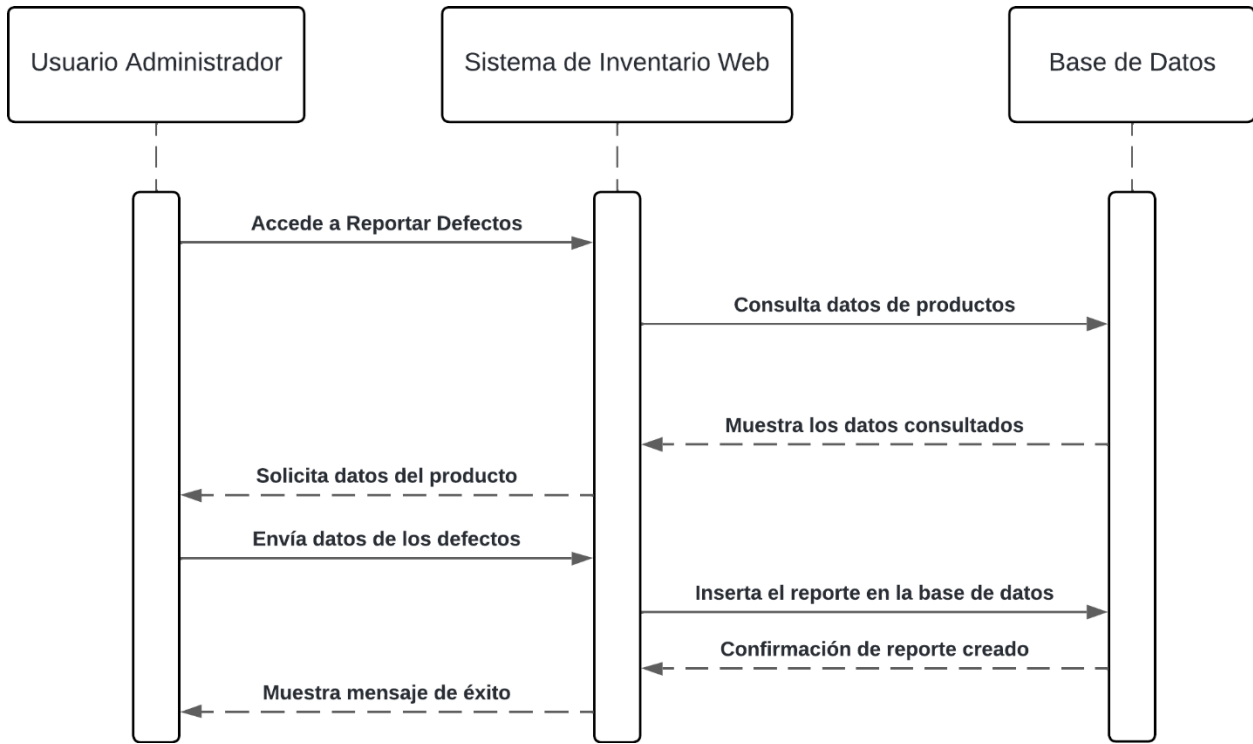 Usuario Administrador
Sistema de Inventario Web
Base de Datos
Accede a Reportar Defectos
Consulta datos de productos
Muestra los datos consultados
Solicita datos del producto
Envía datos de los defectos
Inserta el reporte en la base de datos
Confirmación de reporte creado
Muestra mensaje de éxito